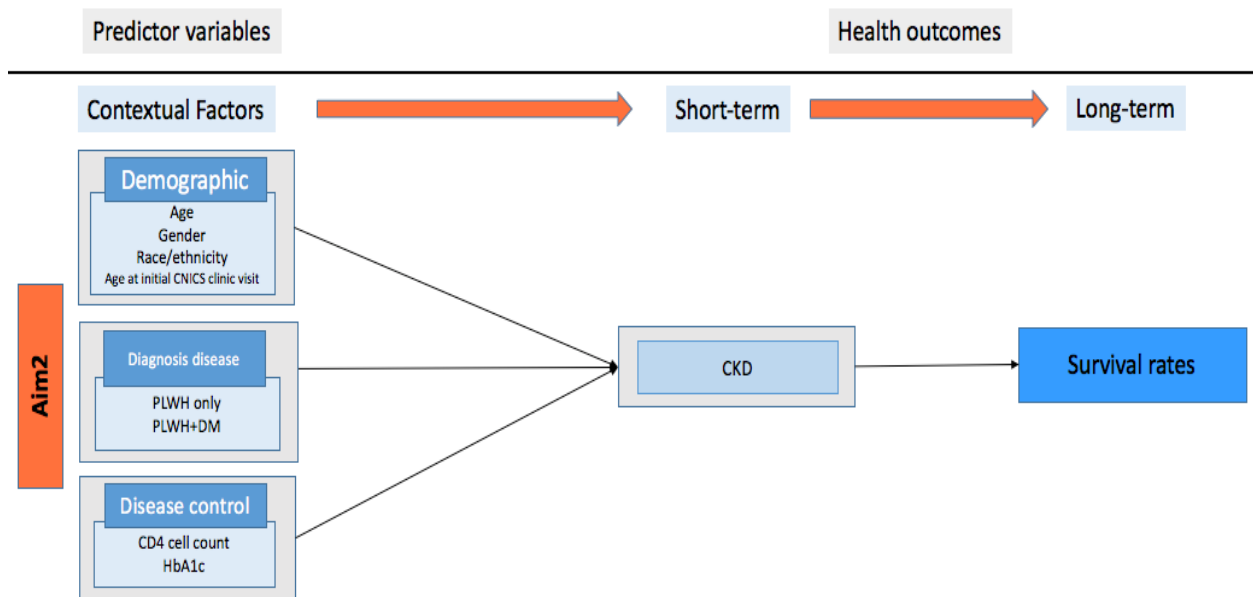 Predictor variables
Health outcomes
Contextual Factors
Short-term
Long-term
Demographic
Age
Gender
Race/ethnicity
Age at initial CNICS clinic visit
Aim2
Diagnosis disease
PLWH only
PLWH+DM
CKD
Survival rates
Disease control
CD4 cell count
HbA1c